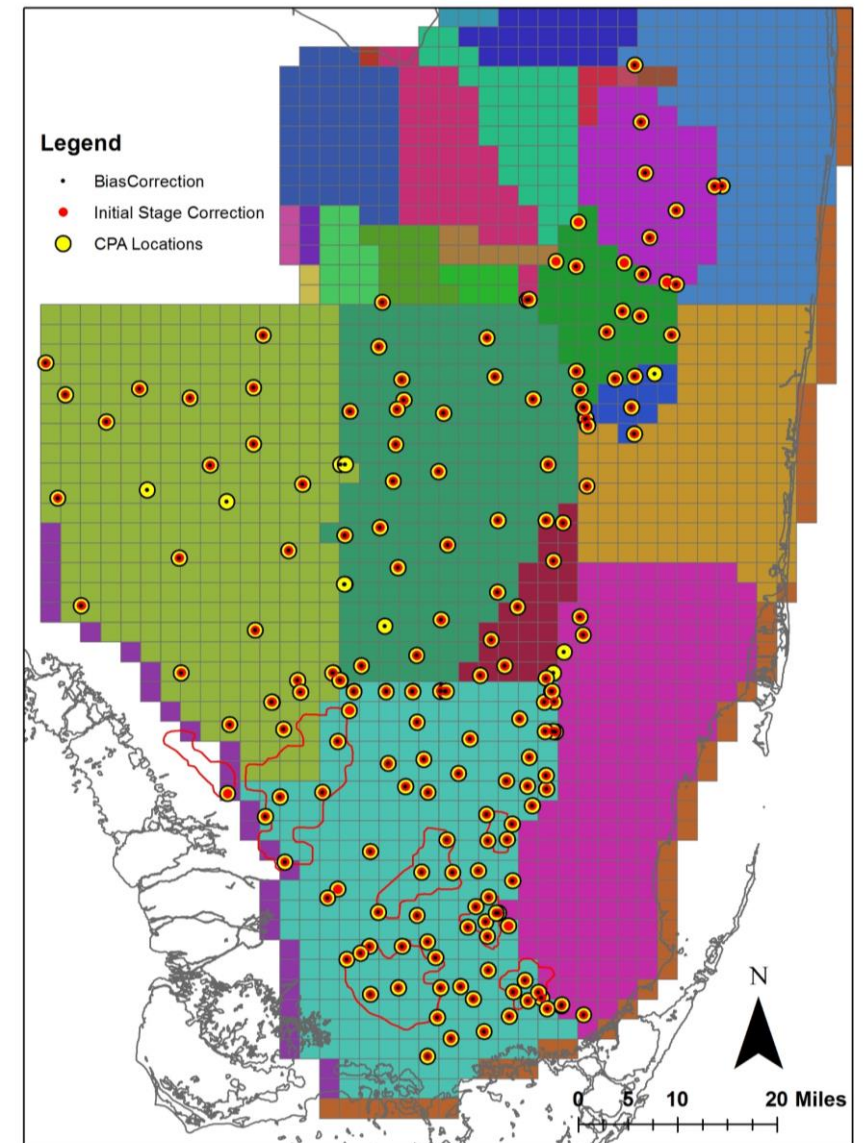 Legend
BiasCorrection
Initial Stage Correction
CPA Locations
N
0 5 10 20 Miles